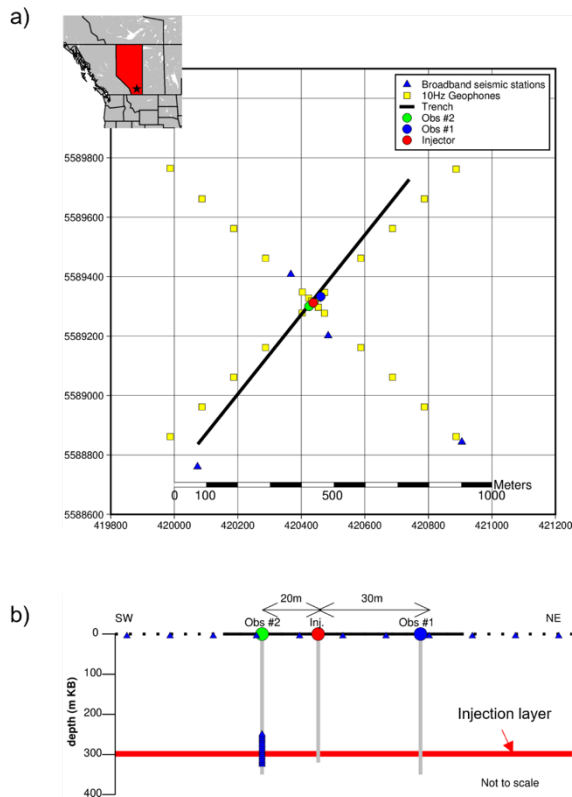 a)
Broadband seismic stations
10Hz Geophones
Trench
Obs #2
Obs #1
Injector
5589800
5589600
5589400
5589200
5589000
5588800
5588600
Meters
0 100 500 1000
419800 420000 420200 420400 420600 420800 421000 421200
b)
20m 30m
SW Obs #2 Inj. Obs #1 NE
0
100
200
300
400
depth (m KB)
Injection layer
Not to scale